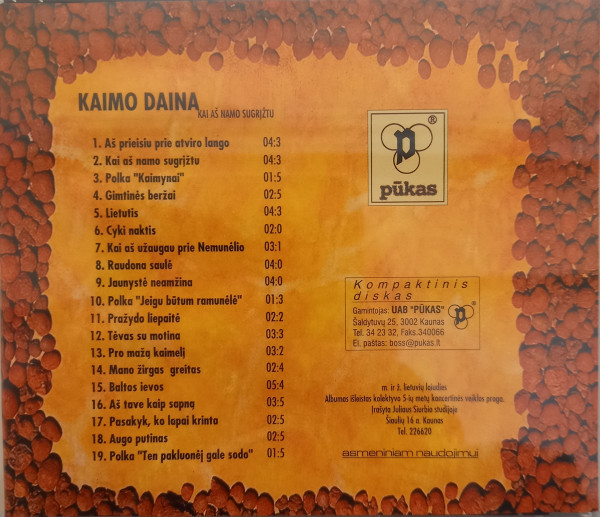 KAIMO DAINA
KAI AŠ NAMO SUGRĮŽTU
1. Aš prieisiu prie atviro lango 04:3
2. Kai aš namo sugrįžtu 04:3
3. Polka "Kaimynai" 01:5
4. Gimtinės beržai 02:5
5. Lietutis 04:3
6. Cyki naktis 02:0
7. Kai aš užaugau prie Nemunėlio 03:1
8. Raudona saulė 04:0
9. Jaunystė neamžina 04:0
10. Polka "Jeigu būtum ramunėlė" 01:3
11. Pražydo liepaitė 02:2
12. Tėvas su motina 03:3
13. Pro mažą kaimelį 03:2
14. Mano žirgas greitas 02:4
15. Baltos ievos 05:4
16. Aš tave kaip sapną 03:5
17. Pasakyk, ko lapai krinta 02:5
18. Augo putinas 02:5
19. Polka "Ten pakluonėj gale sodo" 01:5
®
p
pūkas
Kompaktinis
diskas
Gamintojas: UAB "PŪKAS"
Šaldytuvų 25, 3002 Kaunas
Tel. 34 23 32, Faks.340066
El. paštas: boss@pukas.lt
®
p
m. ir ž. lietuvių liaudies
Albumas išleistas kolektyvo 5-ių metų koncertinės veiklos proga.
Įrašyta Juliaus Siurbio studijoje
Šiaulių 16 a. Kaunas
Tel. 226620
asmeniniam naudojimui